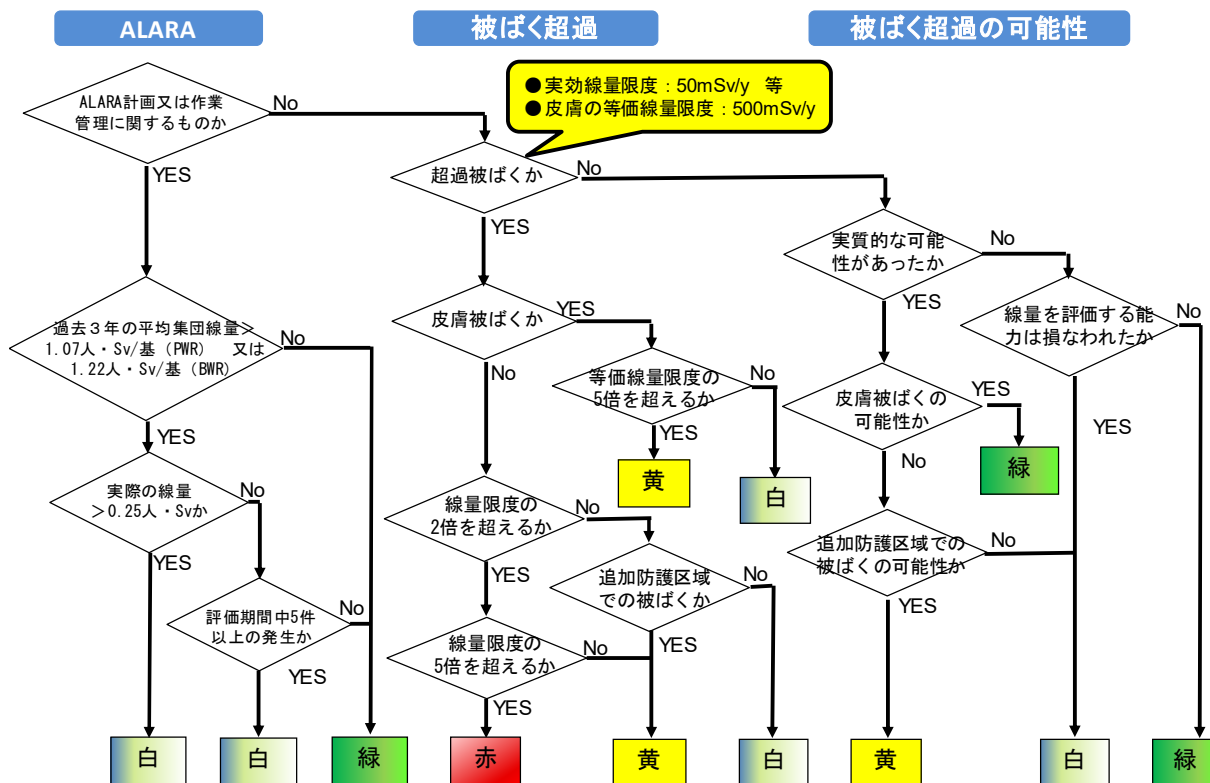 ALARA
被ばく超過
被ばく超過の可能性
●実効線量限度：50mSv/y 等
●皮膚の等価線量限度：500mSv/y
ALARA計画又は作業
管理に関するものか
No
YES
超過被ばくか
No
YES
実質的な可能
性があったか
No
YES
過去３年の平均集団線量＞
1.07人・Sv/基（PWR） 又は
1.22人・Sv/基（BWR）
No
YES
皮膚被ばくか
YES
No
線量を評価する能
力は損なわれたか
No
YES
等価線量限度の
5倍を超えるか
No
YES
皮膚被ばくの
可能性か
YES
No
緑
黄
白
実際の線量
＞0.25人・Svか
No
YES
線量限度の
2倍を超えるか
No
YES
追加防護区域での
被ばくの可能性か
No
YES
追加防護区域
での被ばくか
No
YES
評価期間中5件
以上の発生か
No
YES
線量限度の
5倍を超えるか
No
YES
白
白
緑
赤
黄
白
黄
白
緑